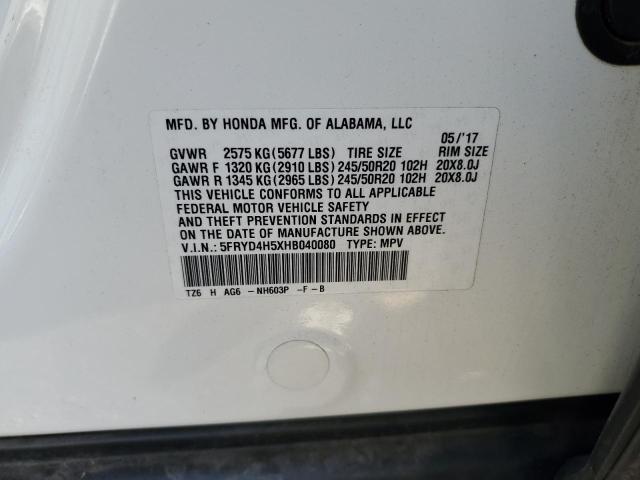 MFD. BY HONDA MFG. OF ALABAMA, LLC 05/'17
GVWR 2575 KG (5677 LBS) TIRE SIZE RIM SIZE
GAWR F 1320 KG (2910 LBS) 245/50R20 102H 20X8.0J
GAWR R 1345 KG (2965 LBS) 245/50R20 102H 20X8.0J
THIS VEHICLE CONFORMS TO ALL APPLICABLE
FEDERAL MOTOR VEHICLE SAFETY
AND THEFT PREVENTION STANDARDS IN EFFECT
ON THE DATE OF MANUFACTURE SHOWN ABOVE.
V.I.N.: 5FRYD4H5XHB040080 TYPE: MPV
TZ6 H AG6 - NH603P -F-B